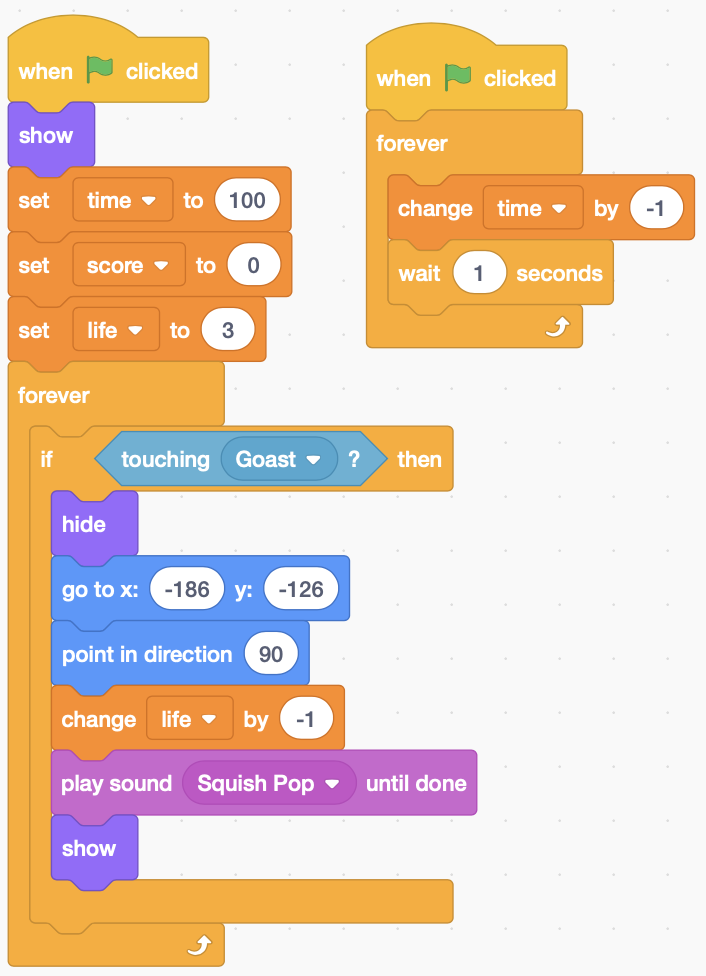 when clicked
show
set time to 100
set score to 0
set life to 3
forever
if touching Goast ? then
hide
go to x: -186 y: -126
point in direction 90
change life by -1
play sound Squish Pop until done
show
when clicked
forever
change time by -1
wait 1 seconds